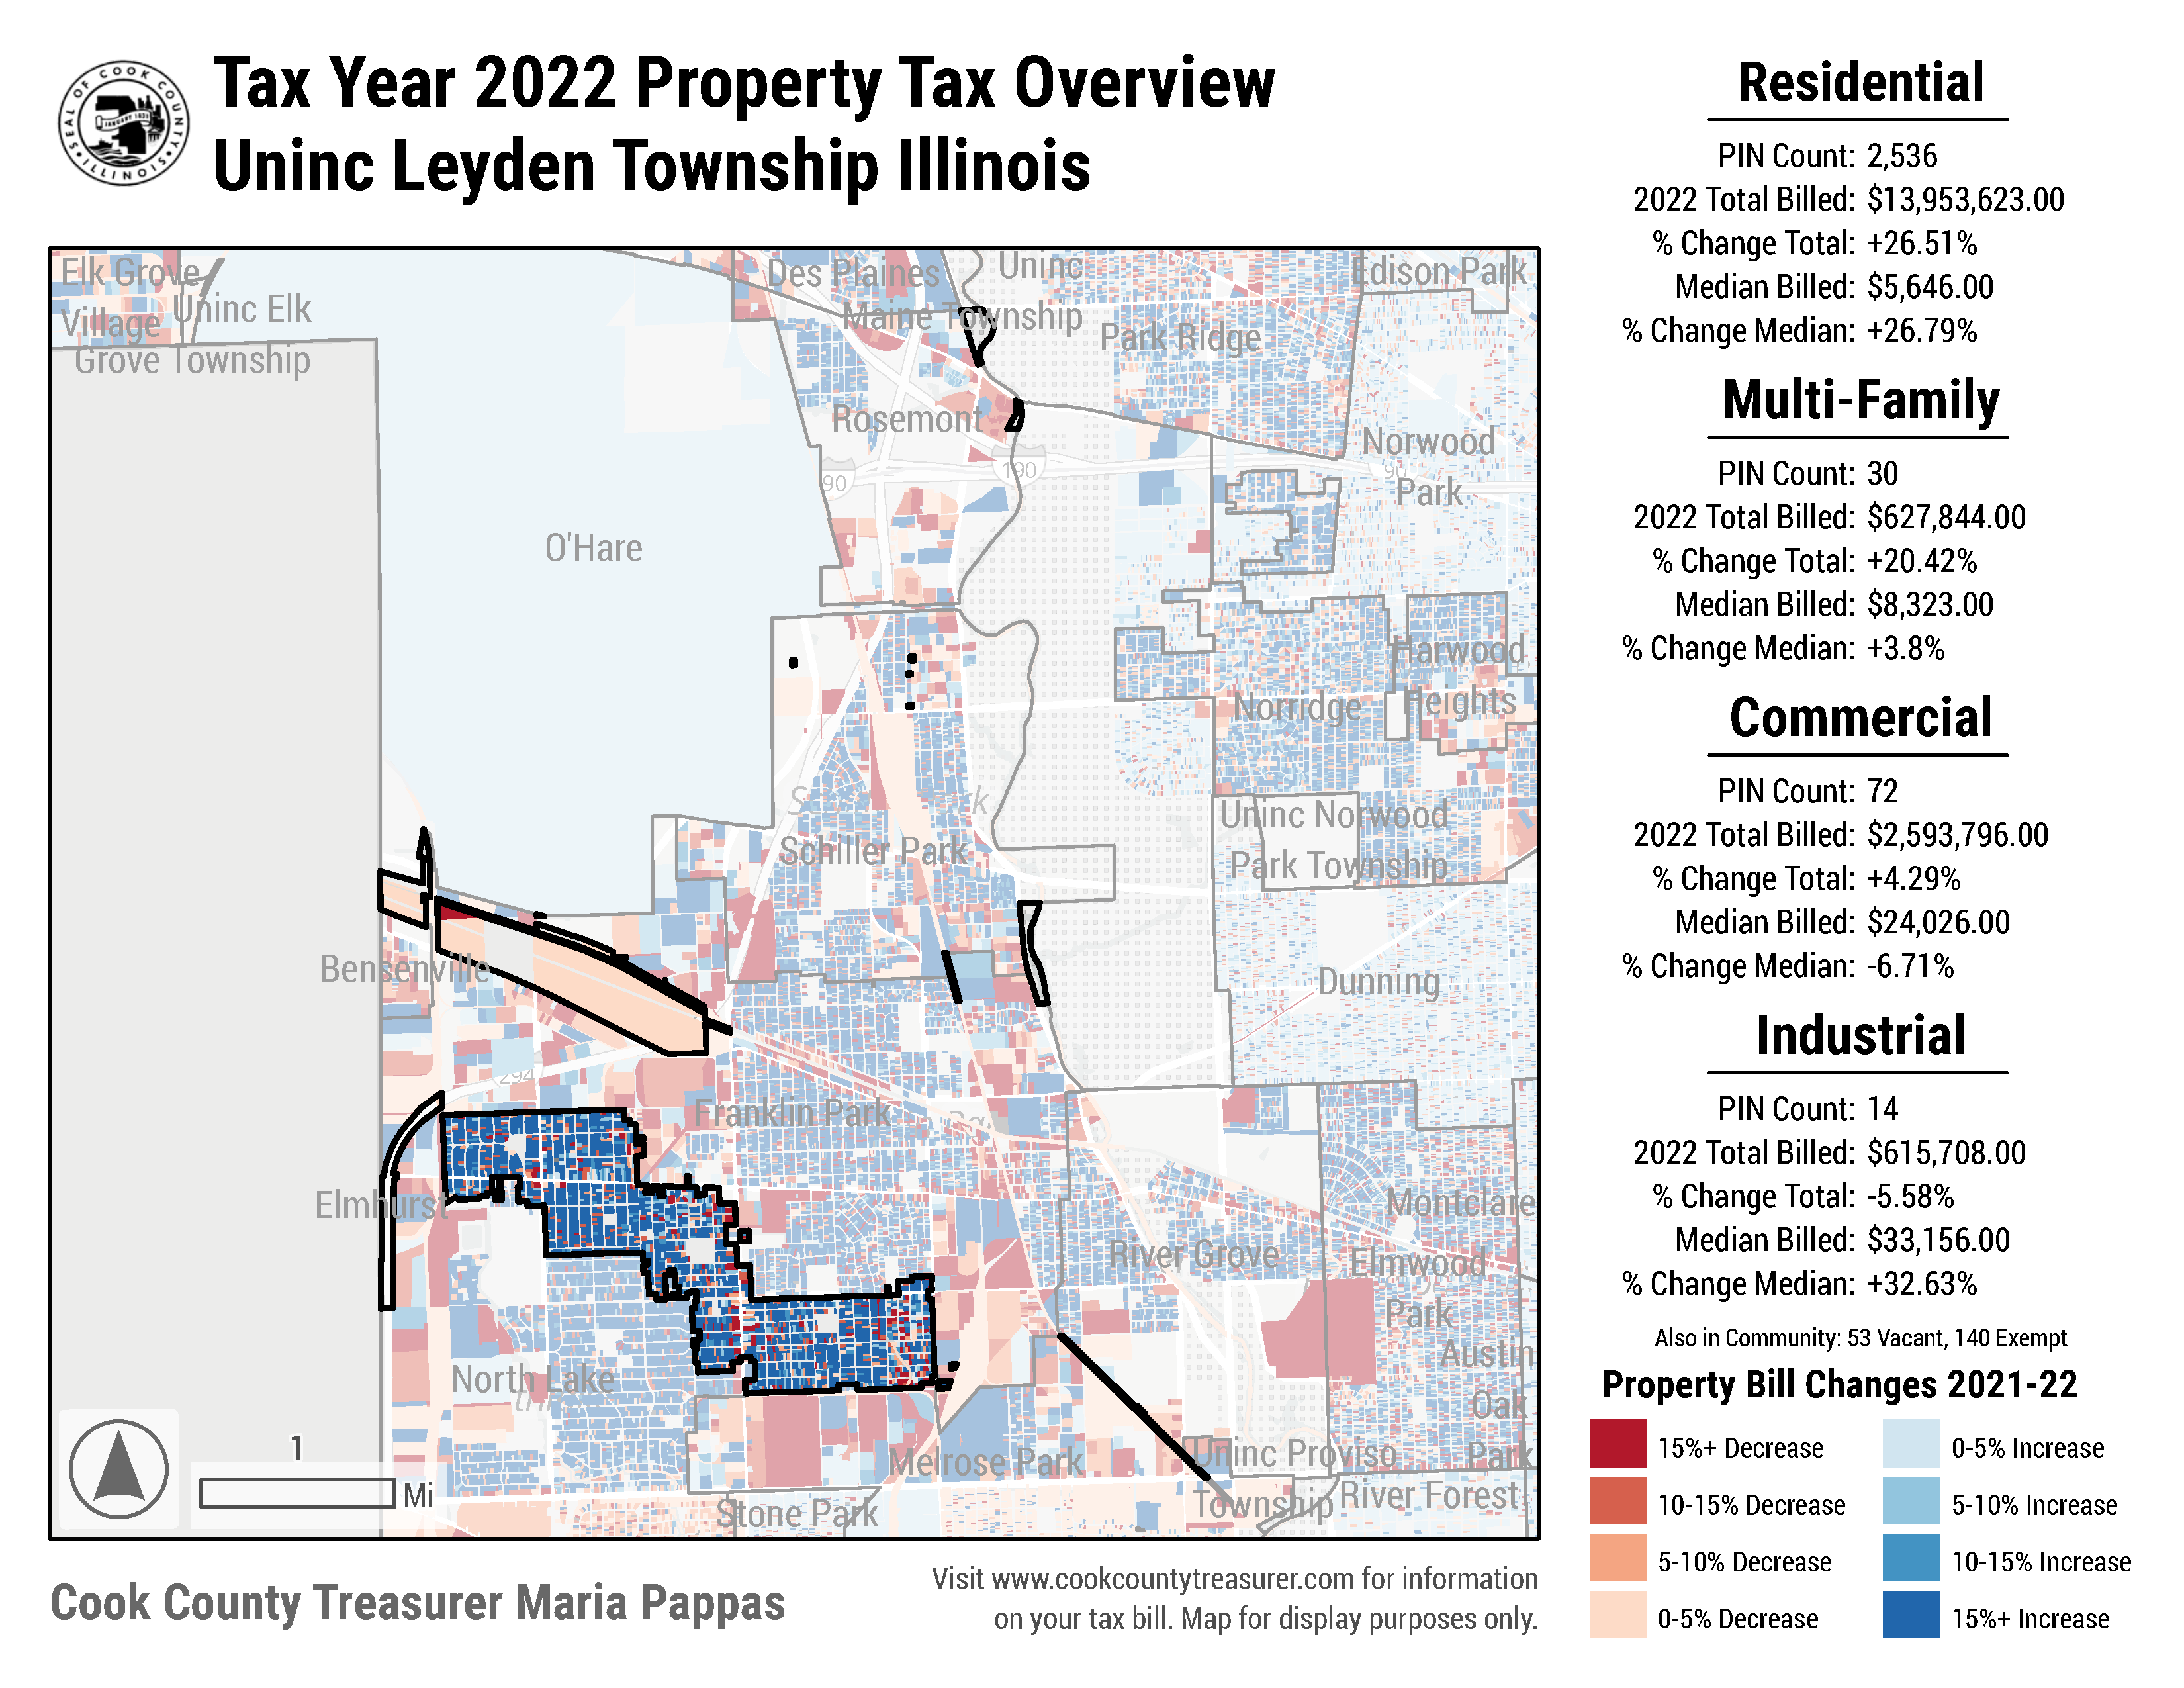 SEAL OF COOK COUNTY
ILLINOIS
JANUARY 1831
Tax Year 2022 Property Tax Overview
Uninc Leyden Township Illinois
Elk Grove
Village
Uninc Elk
Grove Township
Des Plaines
Uninc
Maine Township
Edison Park
Park Ridge
Rosemont
Norwood
Park
90
190
90
O'Hare
Harwood
Heights
Norridge
Uninc Norwood
Park Township
Schiller Park
Bensenville
Dunning
294
Franklin Park
Elmhurst
Montclare
River Grove
Elmwood
Park
Austin
Oak
Park
North Lake
Melrose Park
Uninc Proviso
Township
River Forest
Stone Park
1
Mi
Cook County Treasurer Maria Pappas
Visit www.cookcountytreasurer.com for information
on your tax bill. Map for display purposes only.
Residential
PIN Count: 2,536
2022 Total Billed: $13,953,623.00
% Change Total: +26.51%
Median Billed: $5,646.00
% Change Median: +26.79%
Multi-Family
PIN Count: 30
2022 Total Billed: $627,844.00
% Change Total: +20.42%
Median Billed: $8,323.00
% Change Median: +3.8%
Commercial
PIN Count: 72
2022 Total Billed: $2,593,796.00
% Change Total: +4.29%
Median Billed: $24,026.00
% Change Median: -6.71%
Industrial
PIN Count: 14
2022 Total Billed: $615,708.00
% Change Total: -5.58%
Median Billed: $33,156.00
% Change Median: +32.63%
Also in Community: 53 Vacant, 140 Exempt
Property Bill Changes 2021-22
15%+ Decrease
10-15% Decrease
5-10% Decrease
0-5% Decrease
0-5% Increase
5-10% Increase
10-15% Increase
15%+ Increase